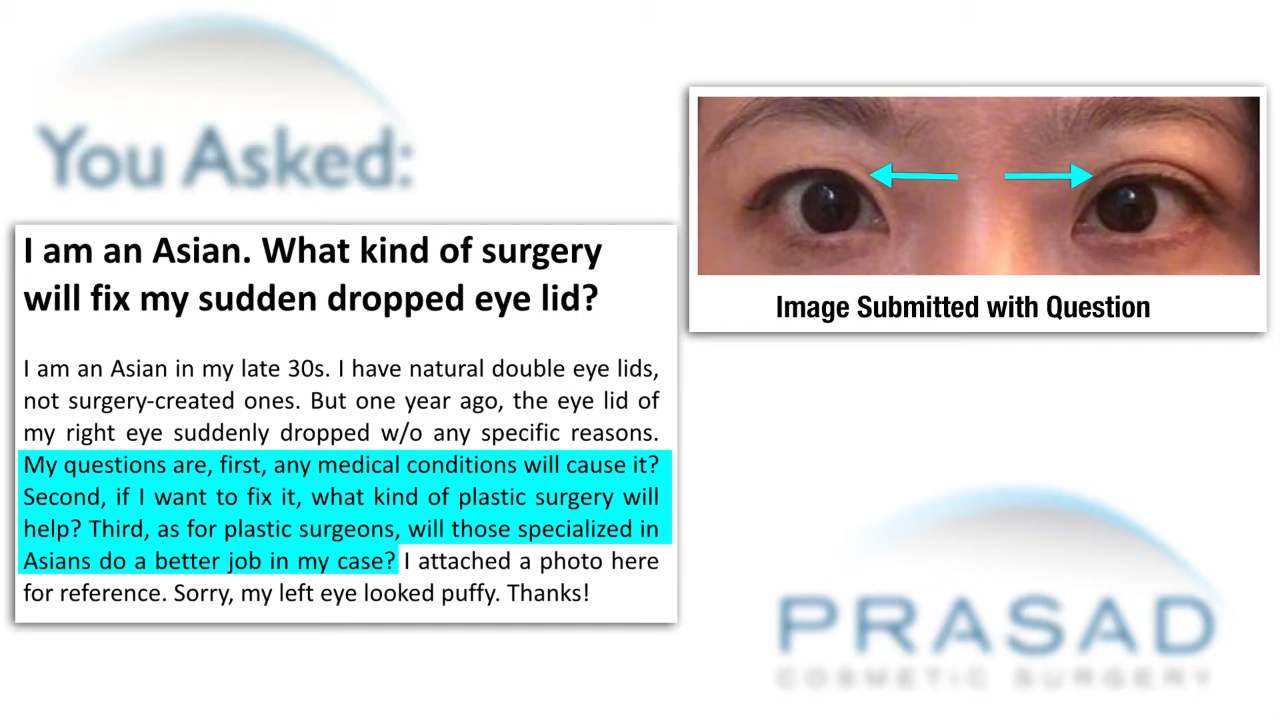 You Asked:
I am an Asian. What kind of surgery
will fix my sudden dropped eye lid?
I am an Asian in my late 30s. I have natural double eye lids,
not surgery-created ones. But one year ago, the eye lid of
my right eye suddenly dropped w/o any specific reasons.
My questions are, first, any medical conditions will cause it?
Second, if I want to fix it, what kind of plastic surgery will
help? Third, as for plastic surgeons, will those specialized in
Asians do a better job in my case? I attached a photo here
for reference. Sorry, my left eye looked puffy. Thanks!
Image Submitted with Question
PRASAD
COSMETIC SURGERY